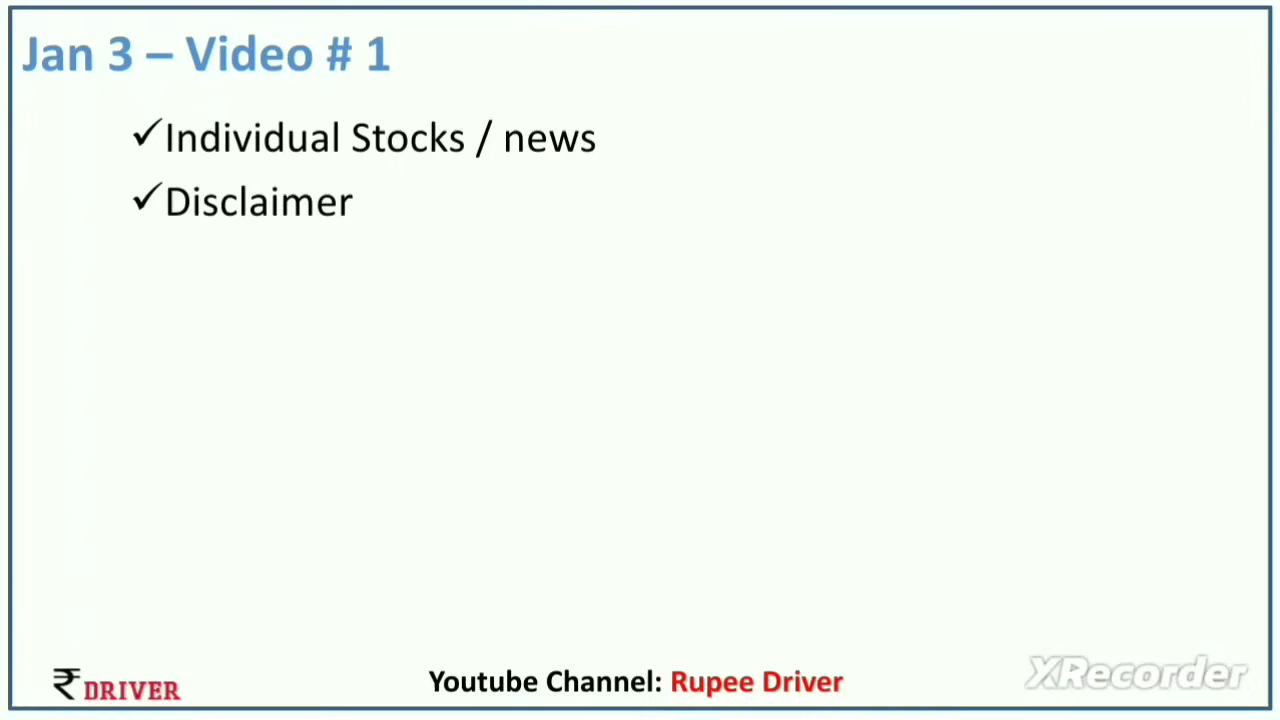 Jan 3 – Video # 1
✓Individual Stocks / news
✓Disclaimer
₹ DRIVER
Youtube Channel: Rupee Driver
XRecorder